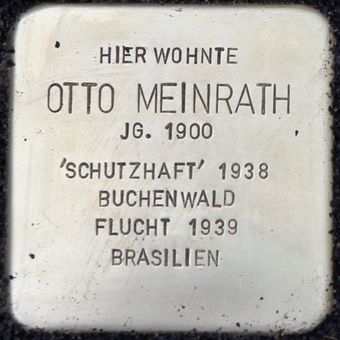 HIER WOHNTE
OTTO MEINRATH
JG. 1900
'SCHUTZHAFT' 1938
BUCHENWALD
FLUCHT 1939
BRASILIEN